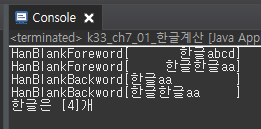 Console
<terminated> k33_ch7_01_한글계산 [Java App
HanBlankForeword[      한글abcd]
HanBlankForeword[    한글한글aa]
HanBlankBackword[한글aa        ]
HanBlankBackword[한글한글aa    ]
한글은 [4]개